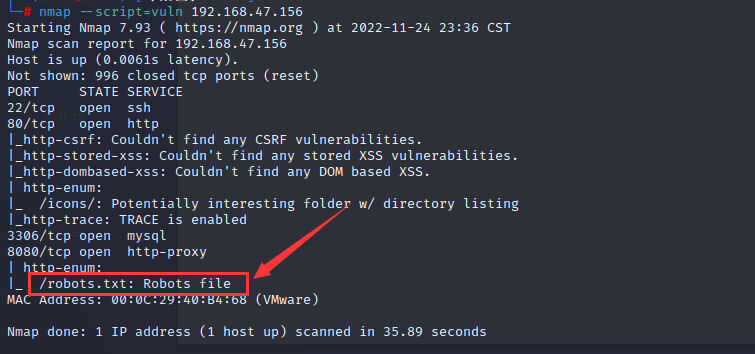 └─# nmap --script=vuln 192.168.47.156
Starting Nmap 7.93 ( https://nmap.org ) at 2022-11-24 23:36 CST
Nmap scan report for 192.168.47.156
Host is up (0.0061s latency).
Not shown: 996 closed tcp ports (reset)
PORT     STATE SERVICE
22/tcp   open  ssh
80/tcp   open  http
|_http-csrf: Couldn't find any CSRF vulnerabilities.
|_http-stored-xss: Couldn't find any stored XSS vulnerabilities.
|_http-dombased-xss: Couldn't find any DOM based XSS.
| http-enum:
|_  /icons/: Potentially interesting folder w/ directory listing
|_http-trace: TRACE is enabled
3306/tcp open  mysql
8080/tcp open  http-proxy
| http-enum:
|_  /robots.txt: Robots file
MAC Address: 00:0C:29:40:B4:68 (VMware)
Nmap done: 1 IP address (1 host up) scanned in 35.89 seconds